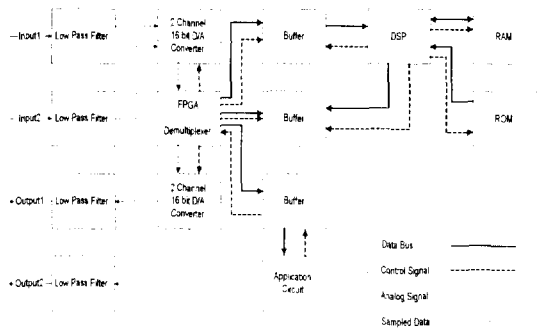 Input1
Low Pass Filter
2 Channel
16 bit D/A
Converter
Buffer
DSP
RAM
Input2
Low Pass Filter
FPGA
Demultiplexer
Buffer
ROM
Output1
Low Pass Filter
2 Channel
16 bit D/A
Converter
Buffer
Output2
Low Pass Filter
Application
Circuit
Data Bus
Control Signal
Analog Signal
Sampled Data